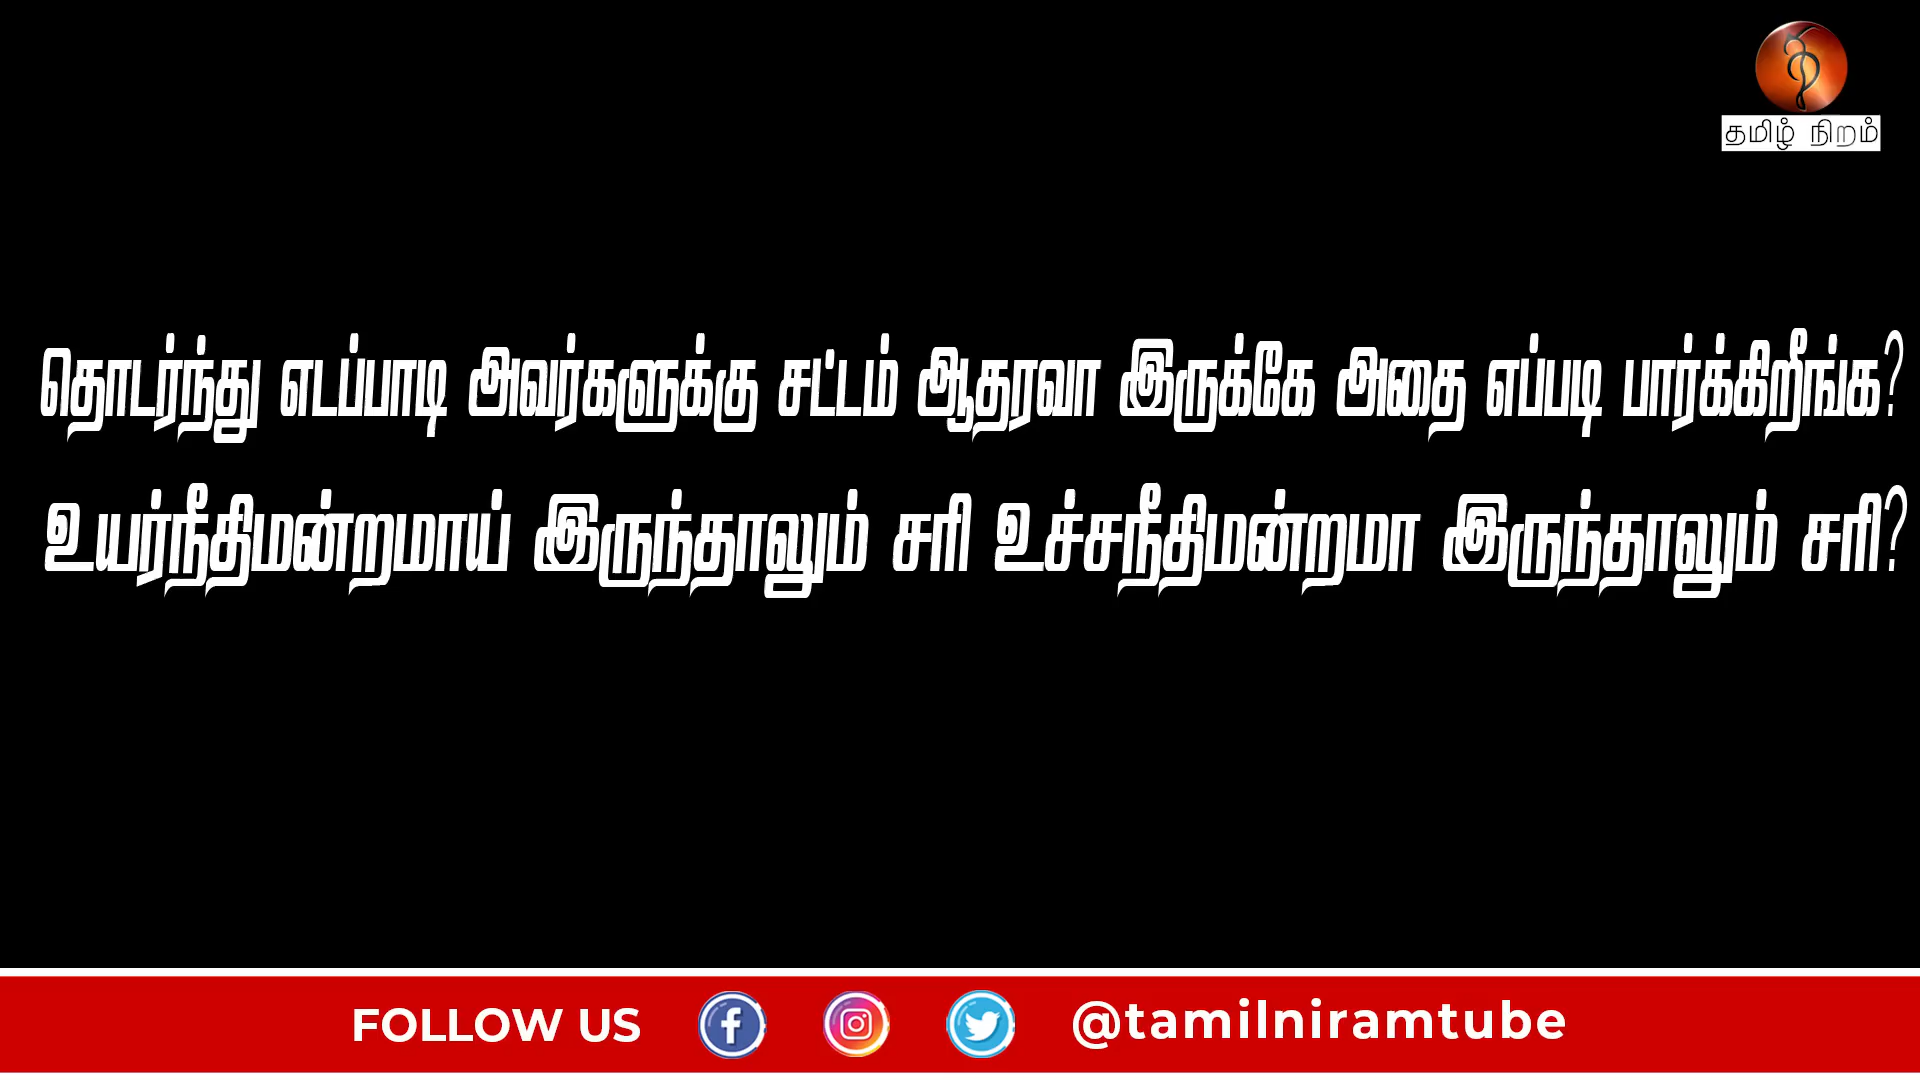 தமிழ் நிறம்
தொடர்ந்து எடப்பாடி அவர்களுக்கு சட்டம் ஆதரவா இருக்கே அதை எப்படி பார்க்கிறீங்க?
உயர்நீதிமன்றமாய் இருந்தாலும் சரி உச்சநீதிமன்றமா இருந்தாலும் சரி?
FOLLOW US @tamilniramtube